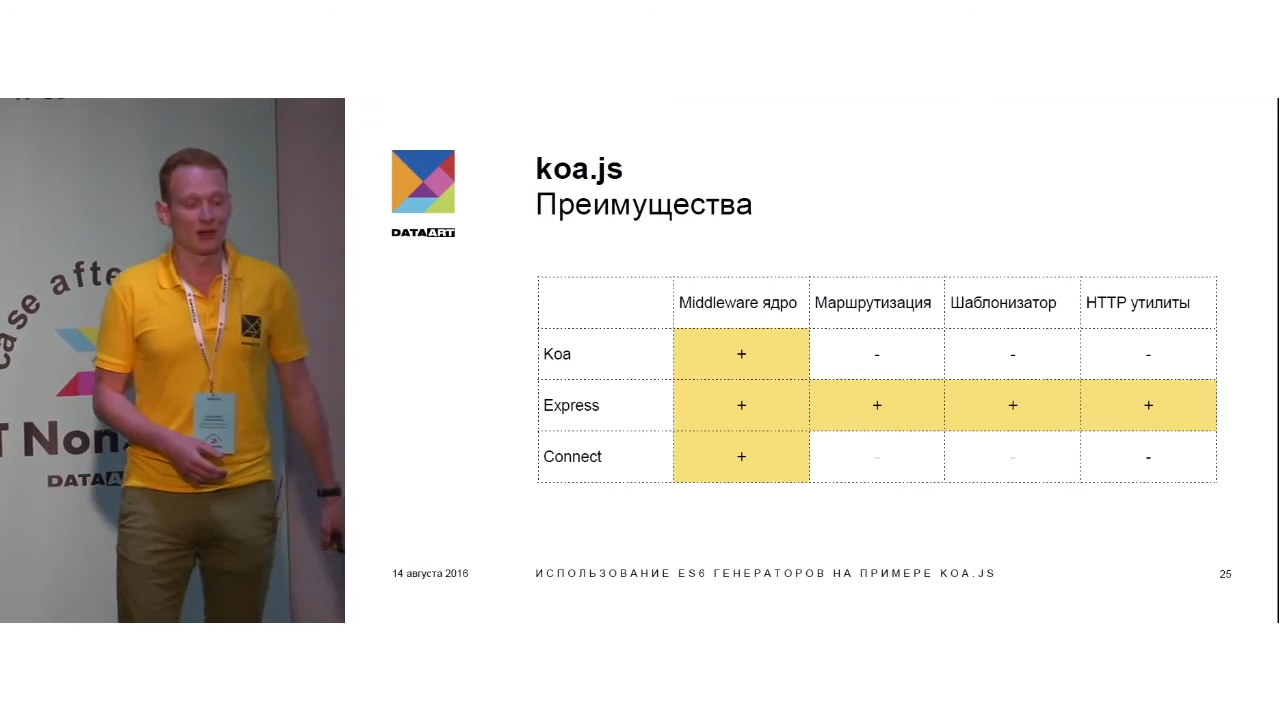 case afte
T Non
DATAA
koa.js
Преимущества
DATAART
Middleware ядро Маршрутизация Шаблонизатор HTTP утилиты
Koa + - - -
Express + + + +
Connect + - - -
14 августа 2016 ИСПОЛЬЗОВАНИЕ ES6 ГЕНЕРАТОРОВ НА ПРИМЕРЕ KOA.JS 25